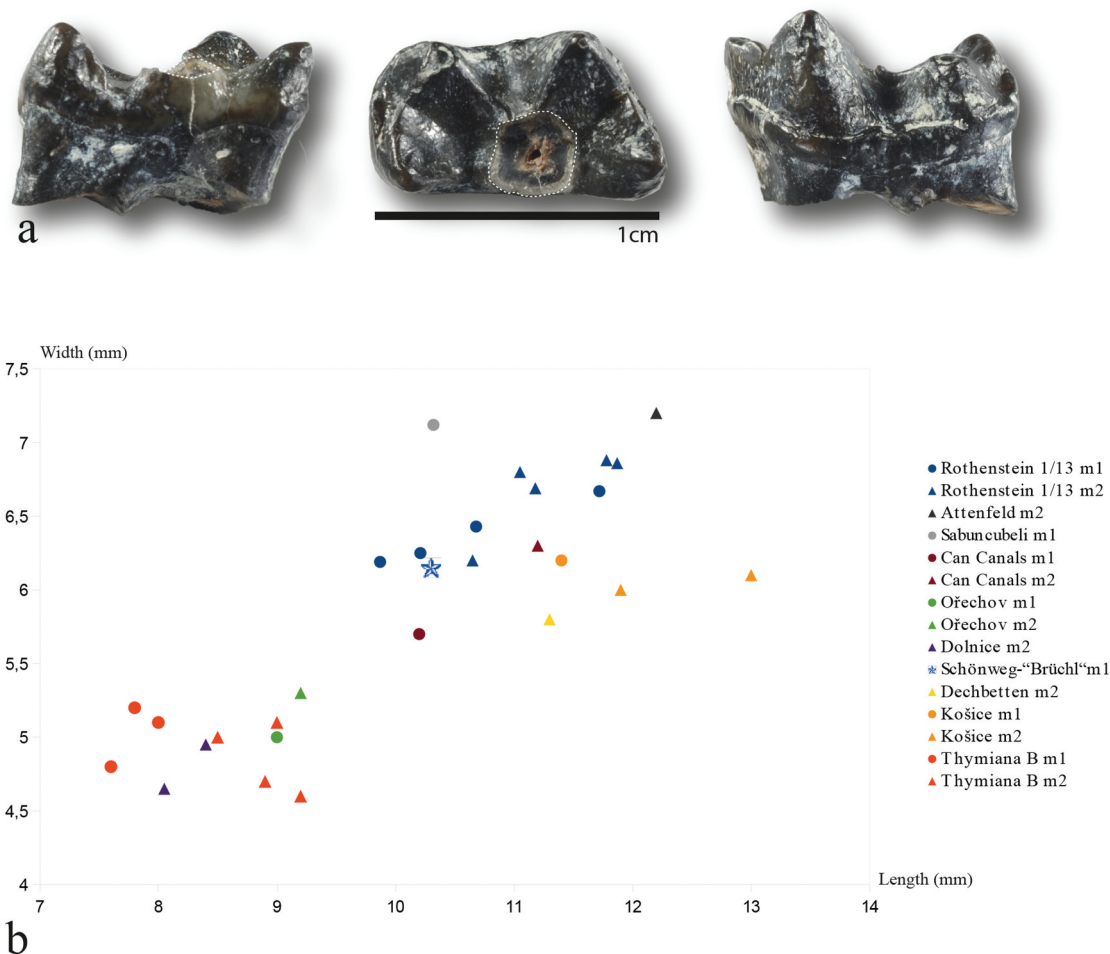 a
1cm
Width (mm)
7,5
7
6,5
6
5,5
5
4,5
4
7
8
9
10
11
12
13
14
Length (mm)
Rothenstein 1/13 m1
Rothenstein 1/13 m2
Attenfeld m2
Sabuncubeli m1
Can Canals m1
Can Canals m2
Ořechov m1
Ořechov m2
Dolnice m2
Schönweg-“Brüchl“m1
Dechbetten m2
Košice m1
Košice m2
Thymiana B m1
Thymiana B m2
b